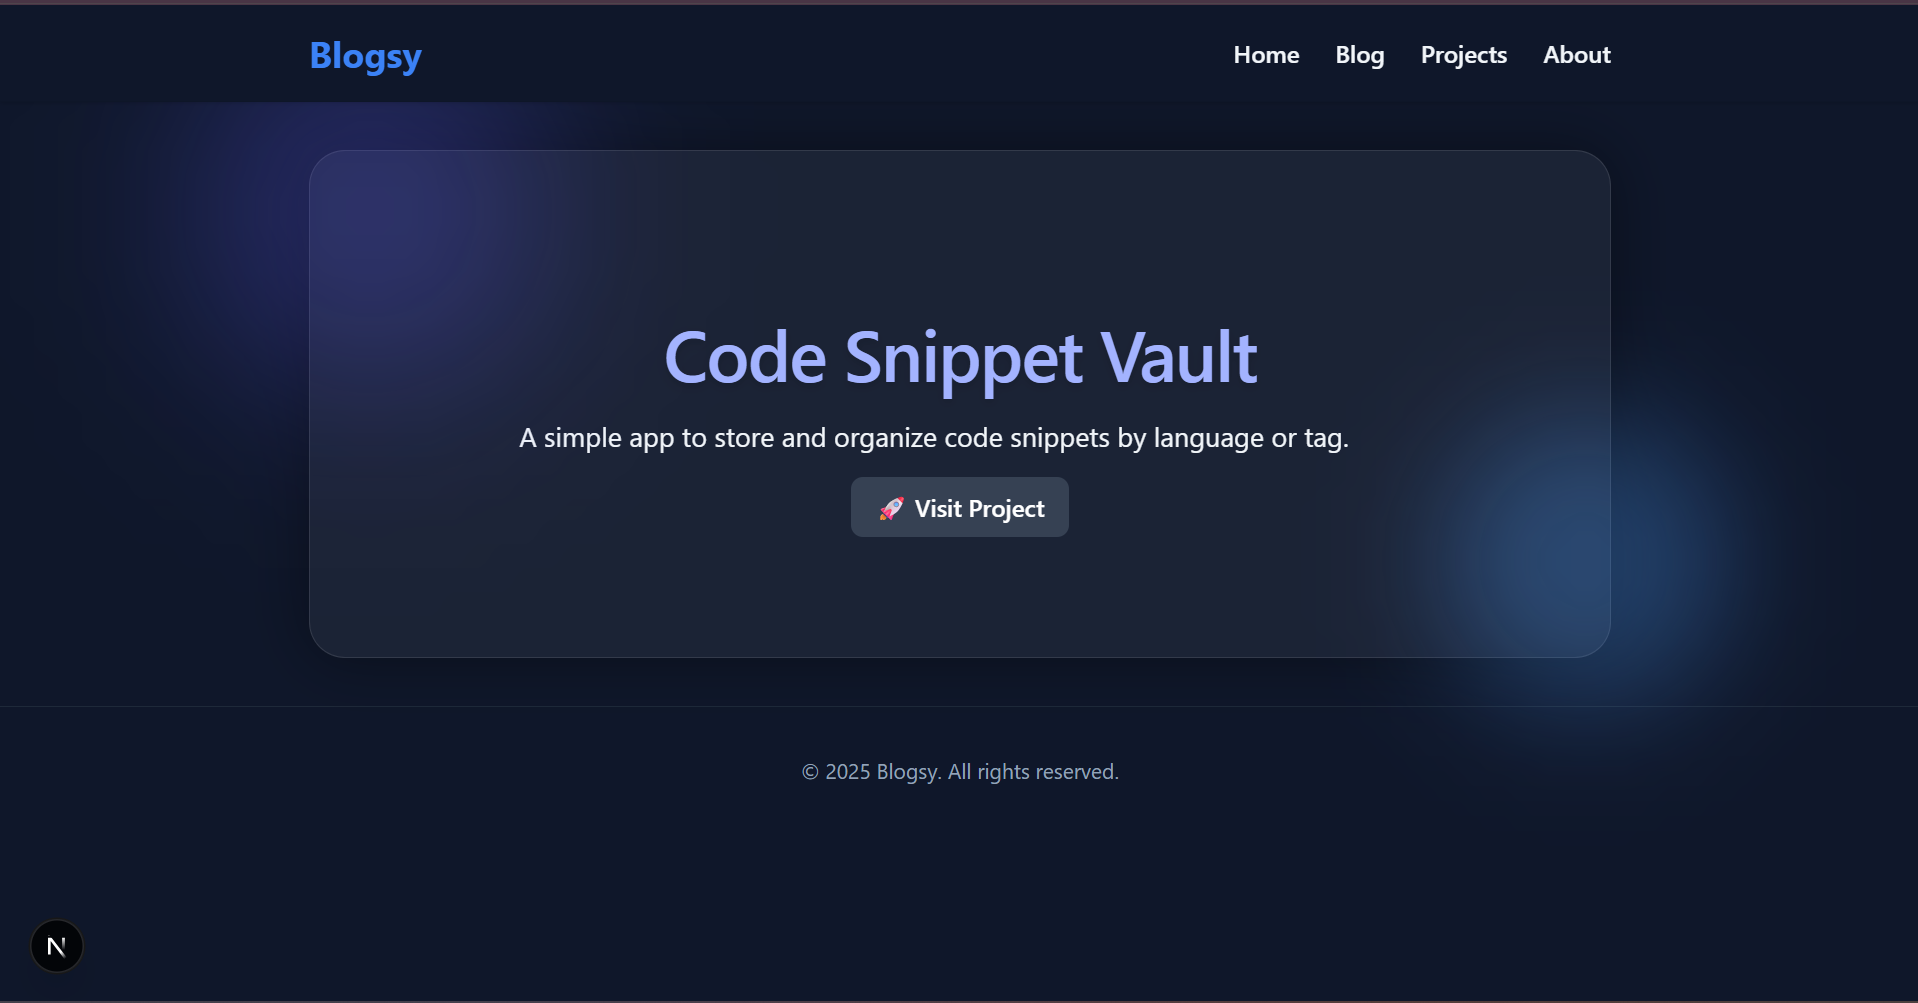 Blogsy
Home Blog Projects About
Code Snippet Vault
A simple app to store and organize code snippets by language or tag.
🚀 Visit Project
© 2025 Blogsy. All rights reserved.
N